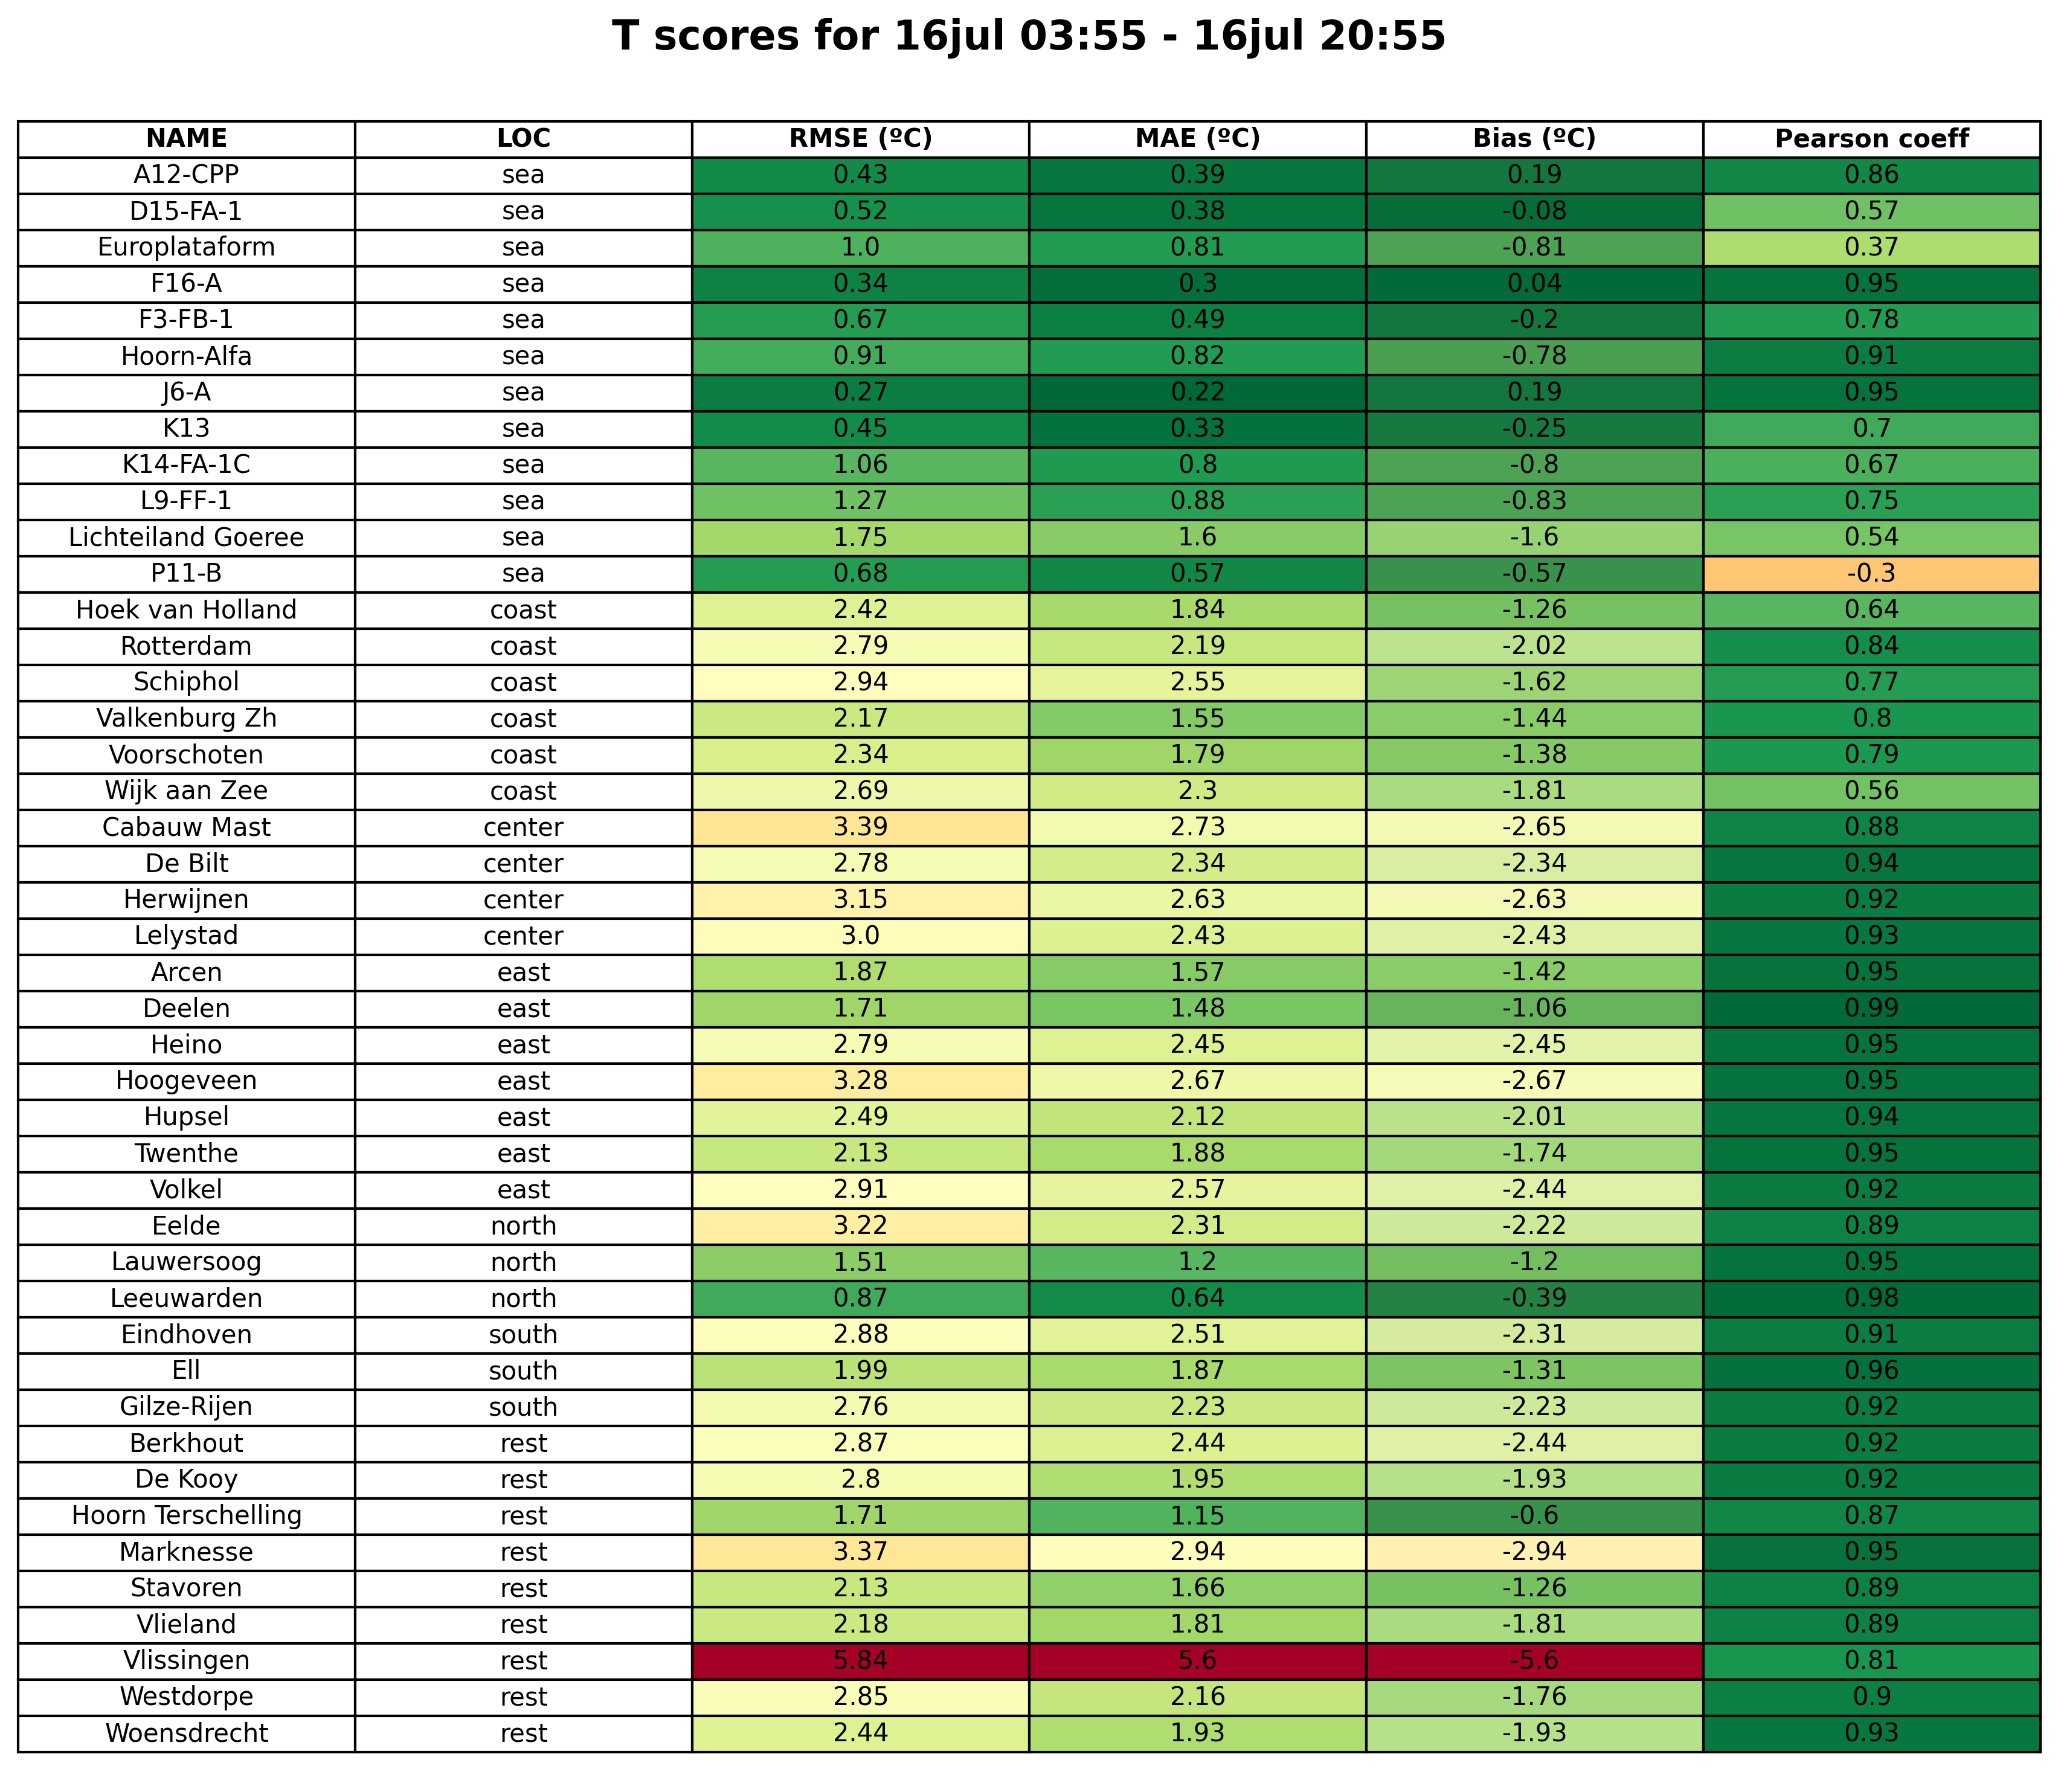 T scores for 16jul 03:55 - 16jul 20:55
NAME LOC RMSE (ºC) MAE (ºC) Bias (ºC) Pearson coeff
A12-CPP sea 0.43 0.39 0.19 0.86
D15-FA-1 sea 0.52 0.38 -0.08 0.57
Europlataform sea 1.0 0.81 -0.81 0.37
F16-A sea 0.34 0.3 0.04 0.95
F3-FB-1 sea 0.67 0.49 -0.2 0.78
Hoorn-Alfa sea 0.91 0.82 -0.78 0.91
J6-A sea 0.27 0.22 0.19 0.95
K13 sea 0.45 0.33 -0.25 0.7
K14-FA-1C sea 1.06 0.8 -0.8 0.67
L9-FF-1 sea 1.27 0.88 -0.83 0.75
Lichteiland Goeree sea 1.75 1.6 -1.6 0.54
P11-B sea 0.68 0.57 -0.57 -0.3
Hoek van Holland coast 2.42 1.84 -1.26 0.64
Rotterdam coast 2.79 2.19 -2.02 0.84
Schiphol coast 2.94 2.55 -1.62 0.77
Valkenburg Zh coast 2.17 1.55 -1.44 0.8
Voorschoten coast 2.34 1.79 -1.38 0.79
Wijk aan Zee coast 2.69 2.3 -1.81 0.56
Cabauw Mast center 3.39 2.73 -2.65 0.88
De Bilt center 2.78 2.34 -2.34 0.94
Herwijnen center 3.15 2.63 -2.63 0.92
Lelystad center 3.0 2.43 -2.43 0.93
Arcen east 1.87 1.57 -1.42 0.95
Deelen east 1.71 1.48 -1.06 0.99
Heino east 2.79 2.45 -2.45 0.95
Hoogeveen east 3.28 2.67 -2.67 0.95
Hupsel east 2.49 2.12 -2.01 0.94
Twenthe east 2.13 1.88 -1.74 0.95
Volkel east 2.91 2.57 -2.44 0.92
Eelde north 3.22 2.31 -2.22 0.89
Lauwersoog north 1.51 1.2 -1.2 0.95
Leeuwarden north 0.87 0.64 -0.39 0.98
Eindhoven south 2.88 2.51 -2.31 0.91
Ell south 1.99 1.87 -1.31 0.96
Gilze-Rijen south 2.76 2.23 -2.23 0.92
Berkhout rest 2.87 2.44 -2.44 0.92
De Kooy rest 2.8 1.95 -1.93 0.92
Hoorn Terschelling rest 1.71 1.15 -0.6 0.87
Marknesse rest 3.37 2.94 -2.94 0.95
Stavoren rest 2.13 1.66 -1.26 0.89
Vlieland rest 2.18 1.81 -1.81 0.89
Vlissingen rest 5.84 5.6 -5.6 0.81
Westdorpe rest 2.85 2.16 -1.76 0.9
Woensdrecht rest 2.44 1.93 -1.93 0.93